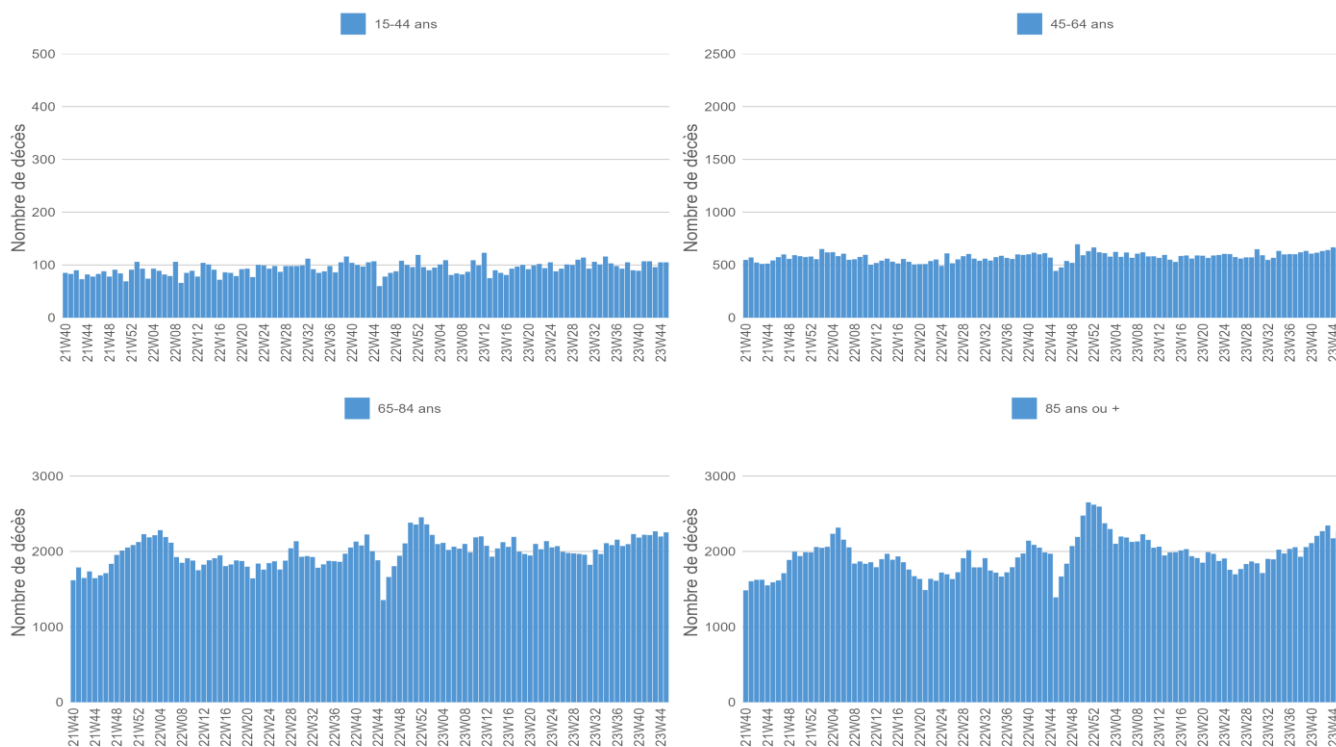 15-44 ans
500
400
300
200
100
0
Nombre de décès
21W40 21W44 21W48 21W52 22W04 22W08 22W12 22W16 22W20 22W24 22W28 22W32 22W36 22W40 22W44 22W48 22W52 23W04 23W08 23W12 23W16 23W20 23W24 23W28 23W32 23W36 23W40 23W44
45-64 ans
2500
2000
1500
1000
500
0
Nombre de décès
21W40 21W44 21W48 21W52 22W04 22W08 22W12 22W16 22W20 22W24 22W28 22W32 22W36 22W40 22W44 22W48 22W52 23W04 23W08 23W12 23W16 23W20 23W24 23W28 23W32 23W36 23W40 23W44
65-84 ans
3000
2000
1000
0
Nombre de décès
21W40 21W44 21W48 21W52 22W04 22W08 22W12 22W16 22W20 22W24 22W28 22W32 22W36 22W40 22W44 22W48 22W52 23W04 23W08 23W12 23W16 23W20 23W24 23W28 23W32 23W36 23W40 23W44
85 ans ou +
3000
2000
1000
0
Nombre de décès
21W40 21W44 21W48 21W52 22W04 22W08 22W12 22W16 22W20 22W24 22W28 22W32 22W36 22W40 22W44 22W48 22W52 23W04 23W08 23W12 23W16 23W20 23W24 23W28 23W32 23W36 23W40 23W44